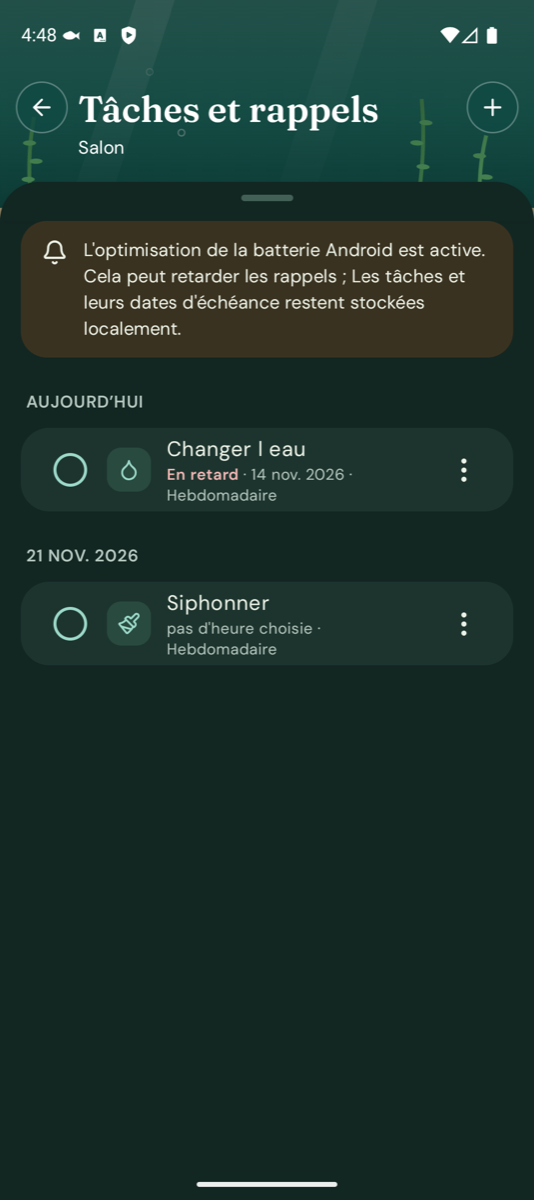 4:48
Tâches et rappels
Salon
L'optimisation de la batterie Android est active.
Cela peut retarder les rappels ; Les tâches et
leurs dates d'échéance restent stockées
localement.
AUJOURD'HUI
Changer l eau
En retard · 14 nov. 2026 ·
Hebdomadaire
21 NOV. 2026
Siphonner
pas d'heure choisie ·
Hebdomadaire